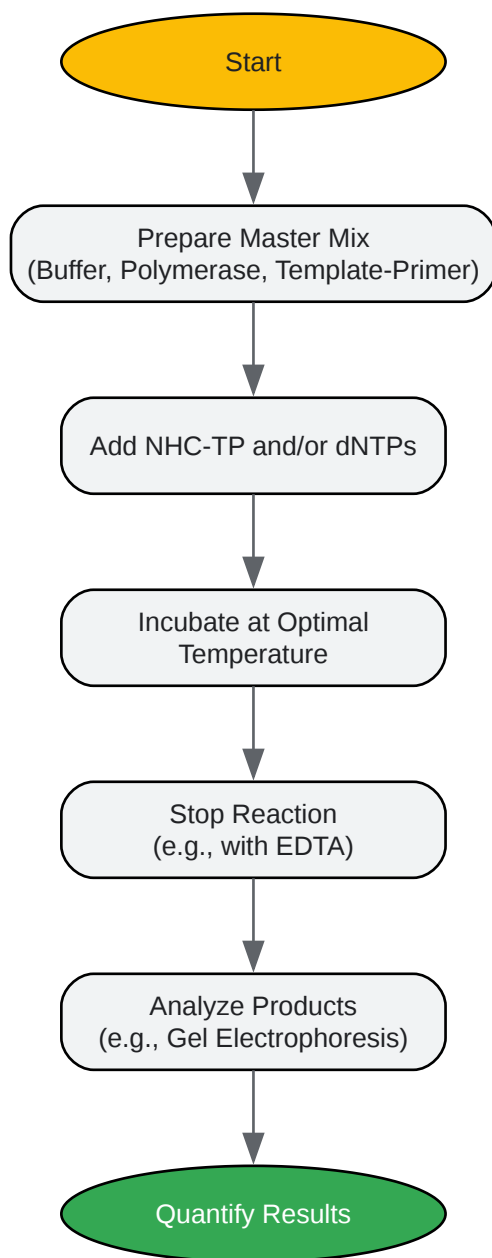 Start
Prepare Master Mix
(Buffer, Polymerase, Template-Primer)
Add NHC-TP and/or dNTPs
Incubate at Optimal
Temperature
Stop Reaction
(e.g., with EDTA)
Analyze Products
(e.g., Gel Electrophoresis)
Quantify Results